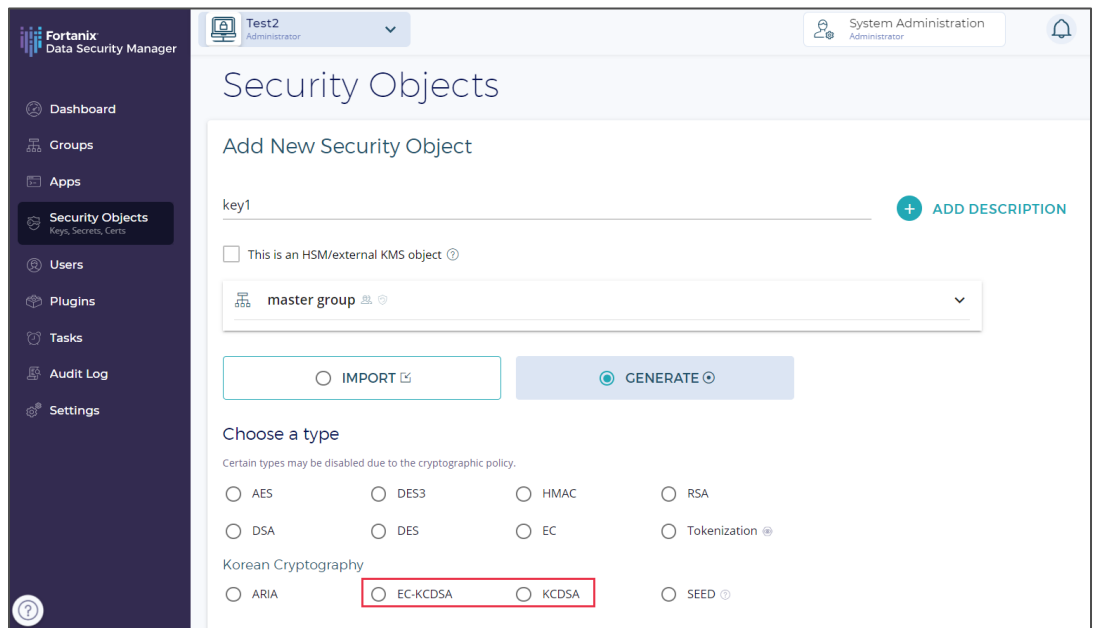 Fortanix
Data Security Manager
Test2
Administrator
System Administration
Administrator
Dashboard
Groups
Apps
Security Objects
Keys, Secrets, Certs
Users
Plugins
Tasks
Audit Log
Settings
?
Security Objects
Add New Security Object
key1
+ ADD DESCRIPTION
This is an HSM/external KMS object ?
master group
IMPORT
GENERATE
Choose a type
Certain types may be disabled due to the cryptographic policy.
AES DES3 HMAC RSA
DSA DES EC Tokenization
Korean Cryptography
ARIA EC-KCDSA KCDSA SEED ?